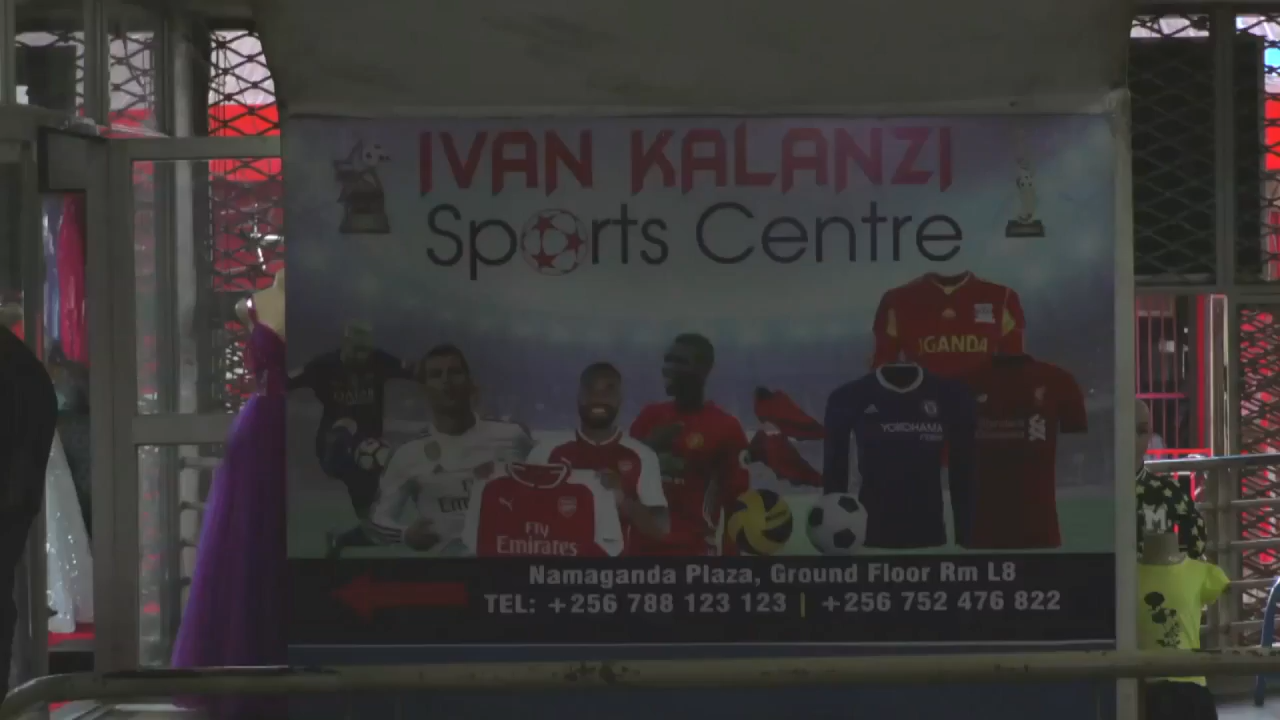 IVAN KALANZI
Sports Centre
UGANDA
YOKOHAMA
Fly
Emirates
Namaganda Plaza, Ground Floor Rm L8
TEL: +256 788 123 123 | +256 752 476 822